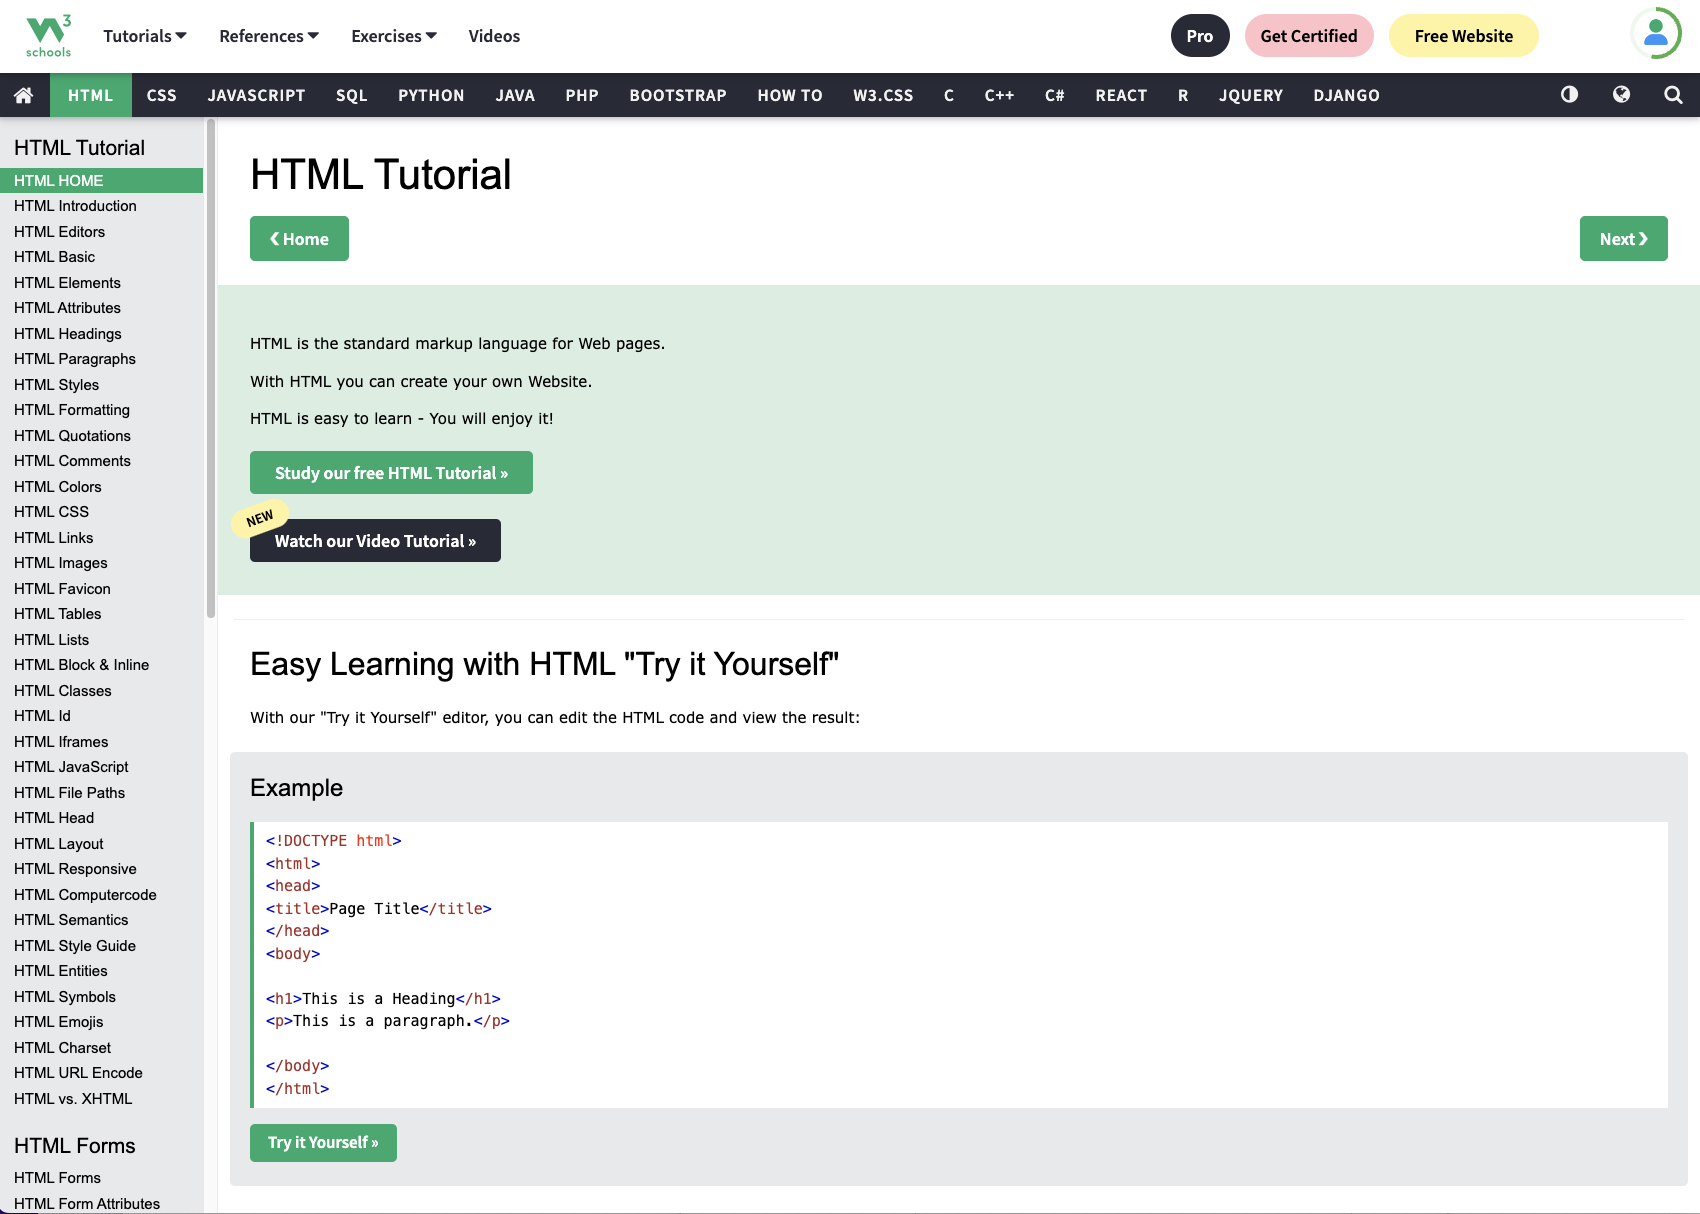 3
schools
Tutorials References Exercises Videos
Pro Get Certified Free Website
HTML CSS JAVASCRIPT SQL PYTHON JAVA PHP BOOTSTRAP HOW TO W3.CSS C C++ C# REACT R JQUERY DJANGO
HTML Tutorial
HTML HOME
HTML Introduction
HTML Editors
HTML Basic
HTML Elements
HTML Attributes
HTML Headings
HTML Paragraphs
HTML Styles
HTML Formatting
HTML Quotations
HTML Comments
HTML Colors
HTML CSS
HTML Links
HTML Images
HTML Favicon
HTML Tables
HTML Lists
HTML Block & Inline
HTML Classes
HTML Id
HTML Iframes
HTML JavaScript
HTML File Paths
HTML Head
HTML Layout
HTML Responsive
HTML Computercode
HTML Semantics
HTML Style Guide
HTML Entities
HTML Symbols
HTML Emojis
HTML Charset
HTML URL Encode
HTML vs. XHTML
HTML Forms
HTML Forms
HTML Form Attributes
HTML Tutorial
❮ Home
Next ❯
HTML is the standard markup language for Web pages.
With HTML you can create your own Website.
HTML is easy to learn - You will enjoy it!
Study our free HTML Tutorial »
NEW
Watch our Video Tutorial »
Easy Learning with HTML "Try it Yourself"
With our "Try it Yourself" editor, you can edit the HTML code and view the result:
Example
<!DOCTYPE html>
<html>
<head>
<title>Page Title</title>
</head>
<body>
<h1>This is a Heading</h1>
<p>This is a paragraph.</p>
</body>
</html>
Try it Yourself »